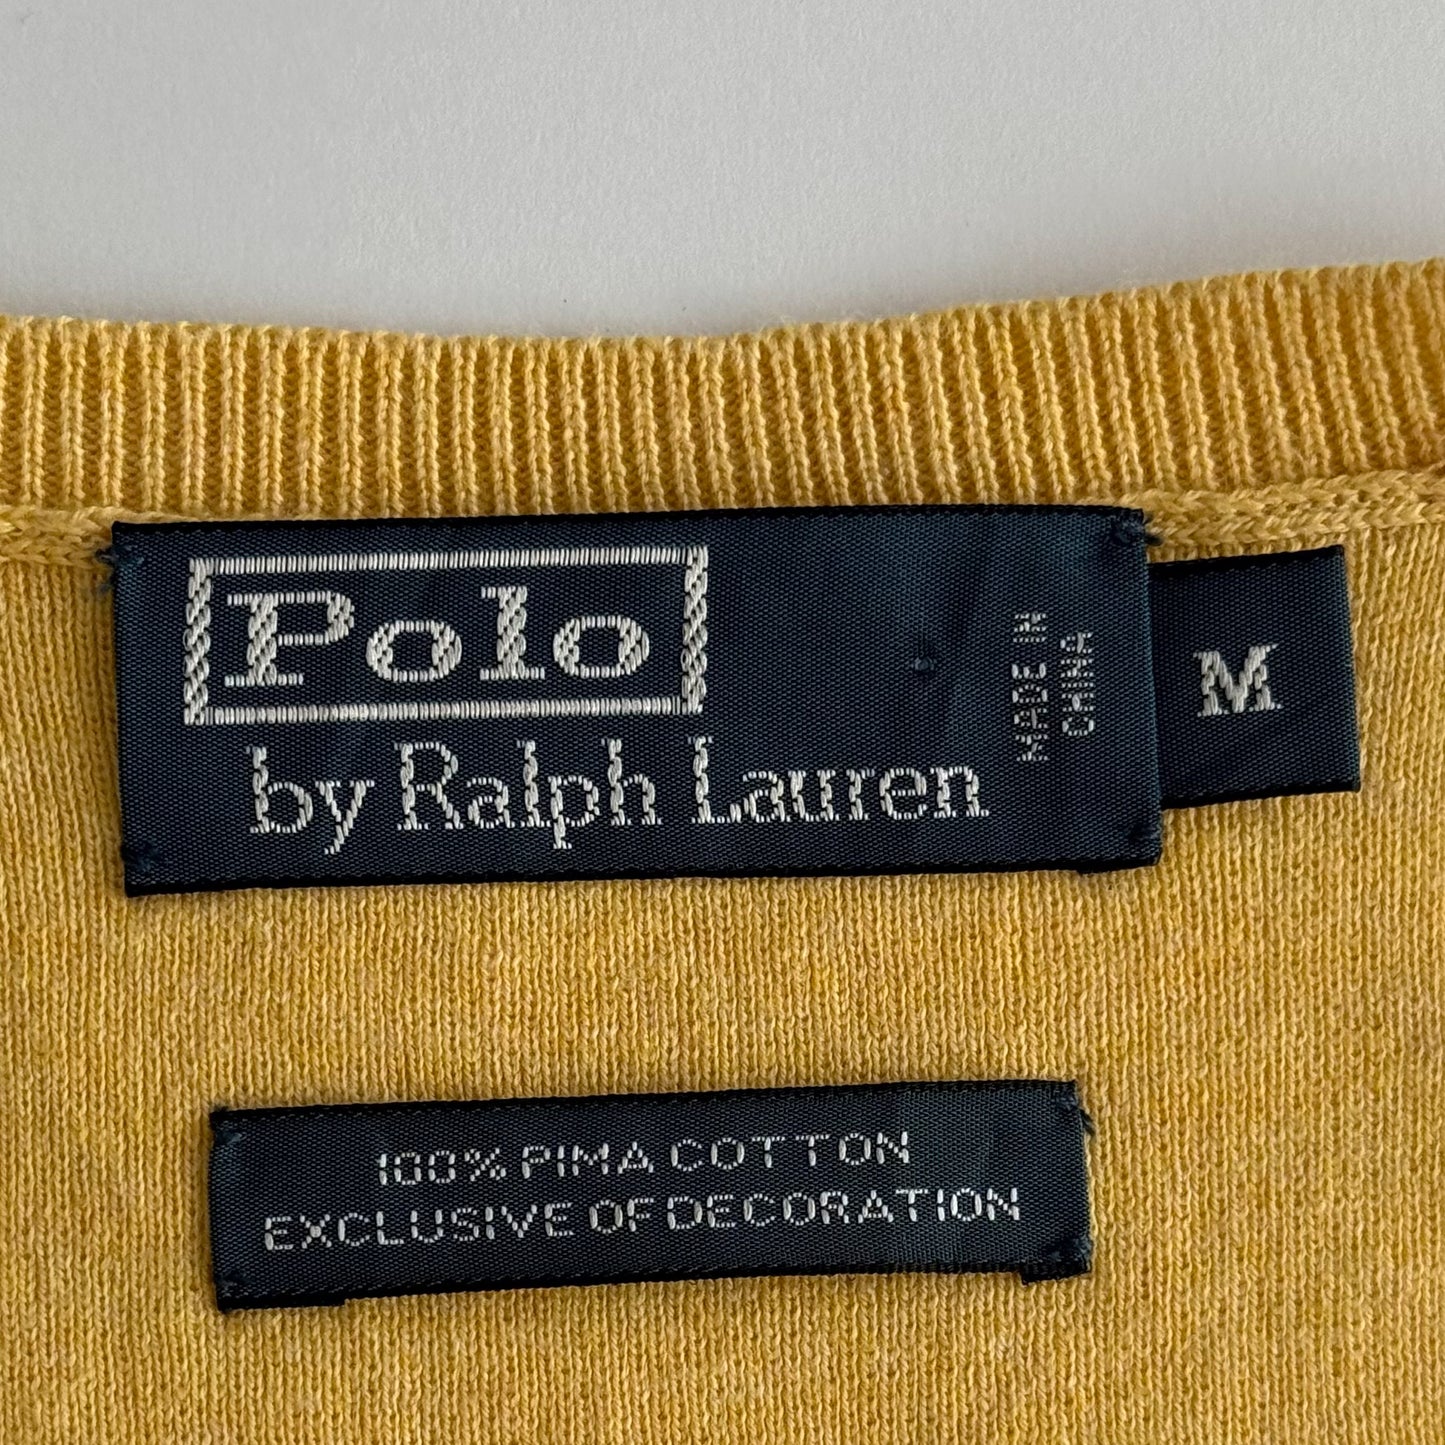 Polo
by Ralph Lauren
MADE IN
CHINA
M
100% PIMA COTTON
EXCLUSIVE OF DECORATION